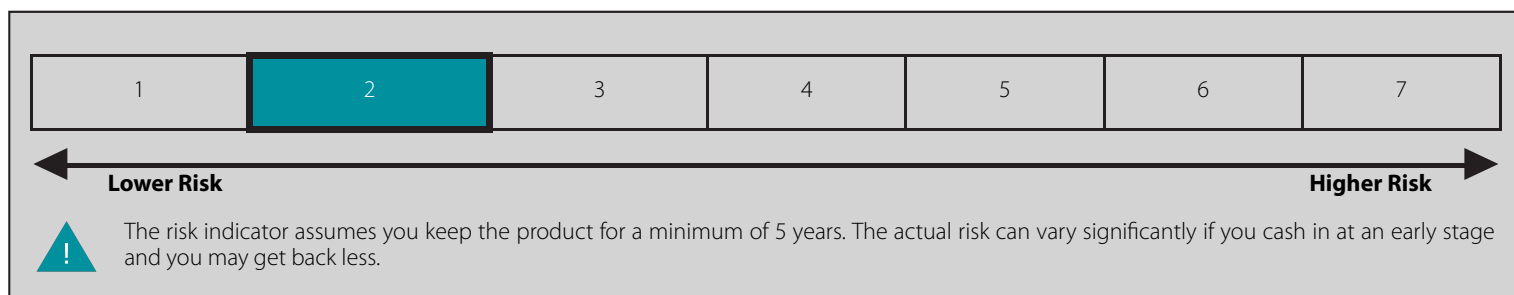 1 2 3 4 5 6 7
Lower Risk Higher Risk
! The risk indicator assumes you keep the product for a minimum of 5 years. The actual risk can vary significantly if you cash in at an early stage
and you may get back less.